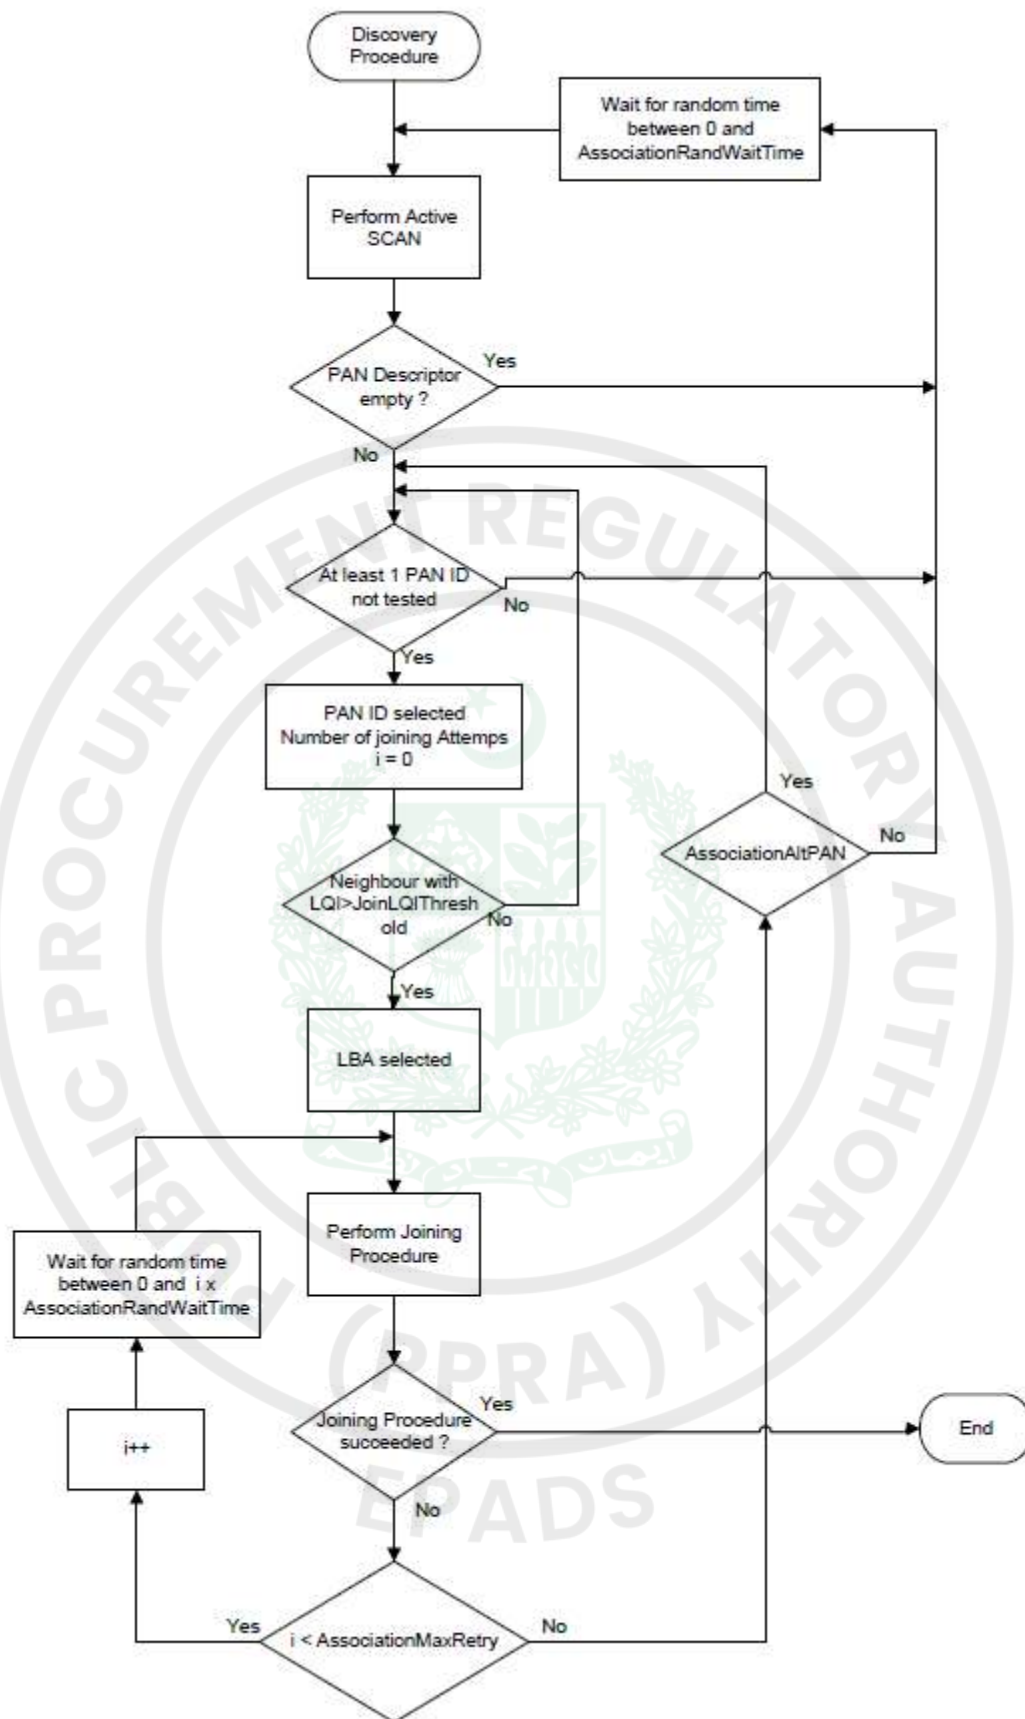 Discovery
Procedure
Wait for random time
between 0 and
AssociationRandWaitTime
Perform Active
SCAN
PAN Descriptor
empty ?
Yes
No
At least 1 PAN ID
not tested
No
Yes
PAN ID selected
Number of joining Attemps
i = 0
Yes
AssociationAltPAN
No
Neighbour with
LQI>JoinLQIThresh
old
No
Yes
LBA selected
Perform Joining
Procedure
Wait for random time
between 0 and i x
AssociationRandWaitTime
Joining Procedure
succeeded ?
Yes
End
i++
No
i < AssociationMaxRetry
Yes
No
PUBLIC PROCUREMENT REGULATORY AUTHORITY
(PPRA)
EPADS